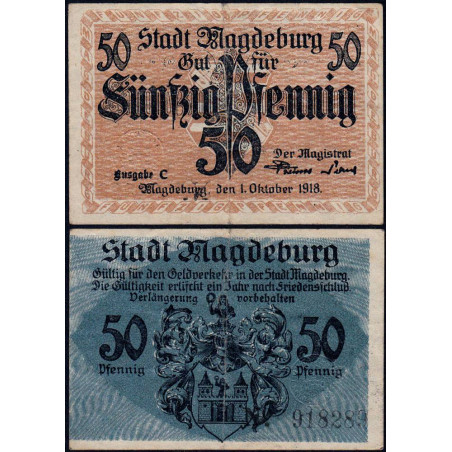 50 Stadt Magdeburg 50
Gut für
Fünfzig Pfennig
50
Der Magistrat
Ausgabe C
Magdeburg, den 1. Oktober 1918.
Stadt Magdeburg
Gültig für den Geldverkehr in der Stadt Magdeburg.
Die Gültigkeit erlischt ein Jahr nach Friedensschluß
Verlängerung vorbehalten
50 50
Pfennig Pfennig
918283